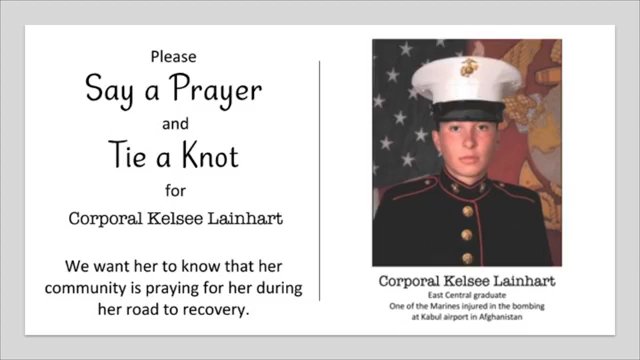 Please
Say a Prayer
and
Tie a Knot
for
Corporal Kelsee Lainhart
We want her to know that her
community is praying for her during
her road to recovery.
Corporal Kelsee Lainhart
East Central graduate
One of the Marines injured in the bombing
at Kabul airport in Afghanistan